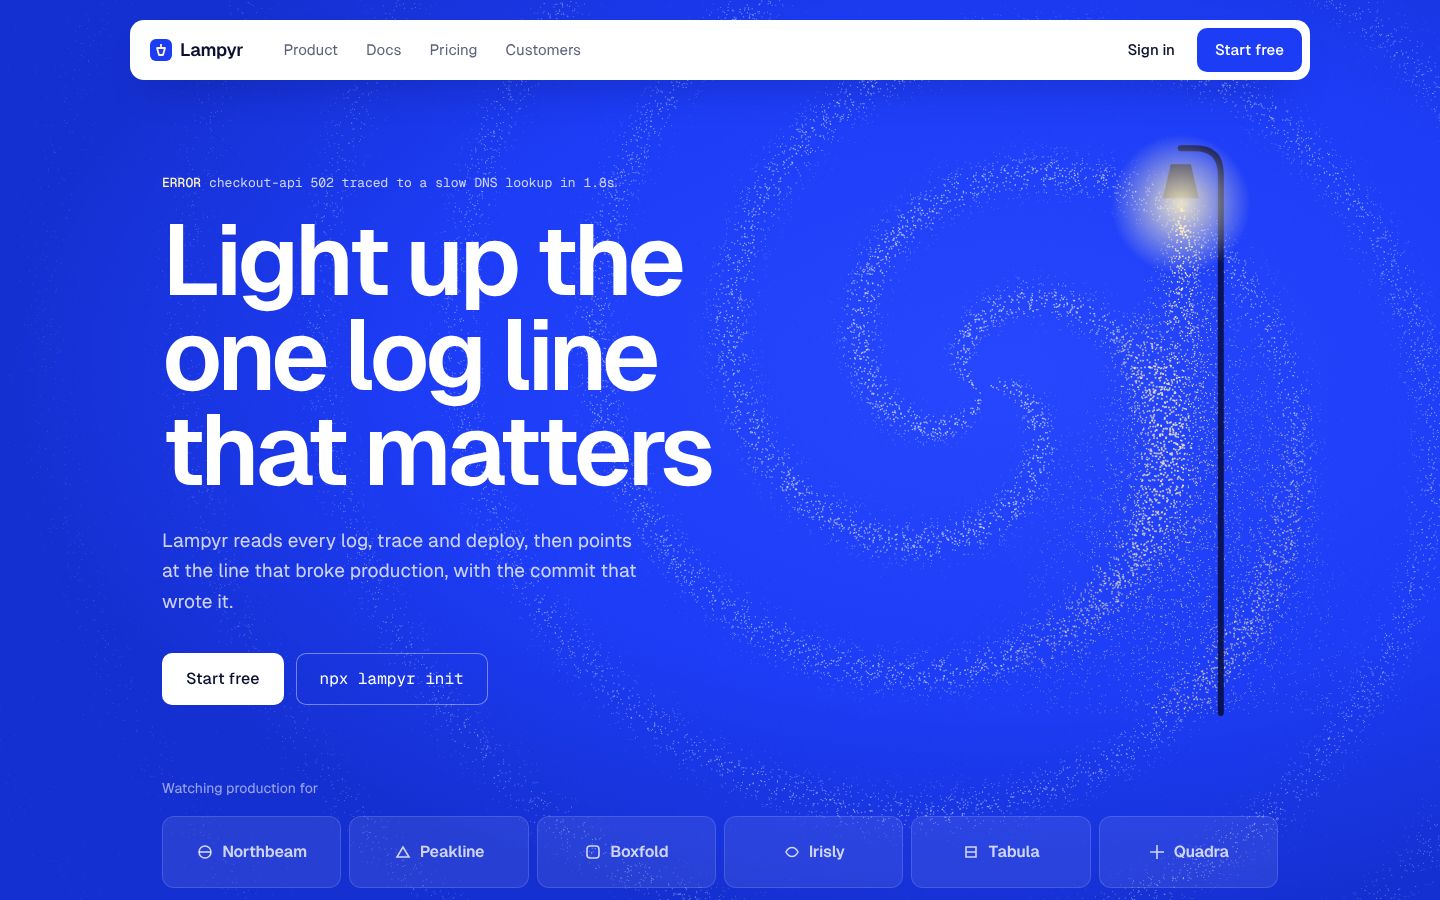 Lampyr
Product
Docs
Pricing
Customers
Sign in
Start free
ERROR checkout-api 502 traced to a slow DNS lookup in 1.8s
Light up the
one log line
that matters
Lampyr reads every log, trace and deploy, then points
at the line that broke production, with the commit that
wrote it.
Start free
npx lampyr init
Watching production for
Northbeam
Peakline
Boxfold
Irisly
Tabula
Quadra